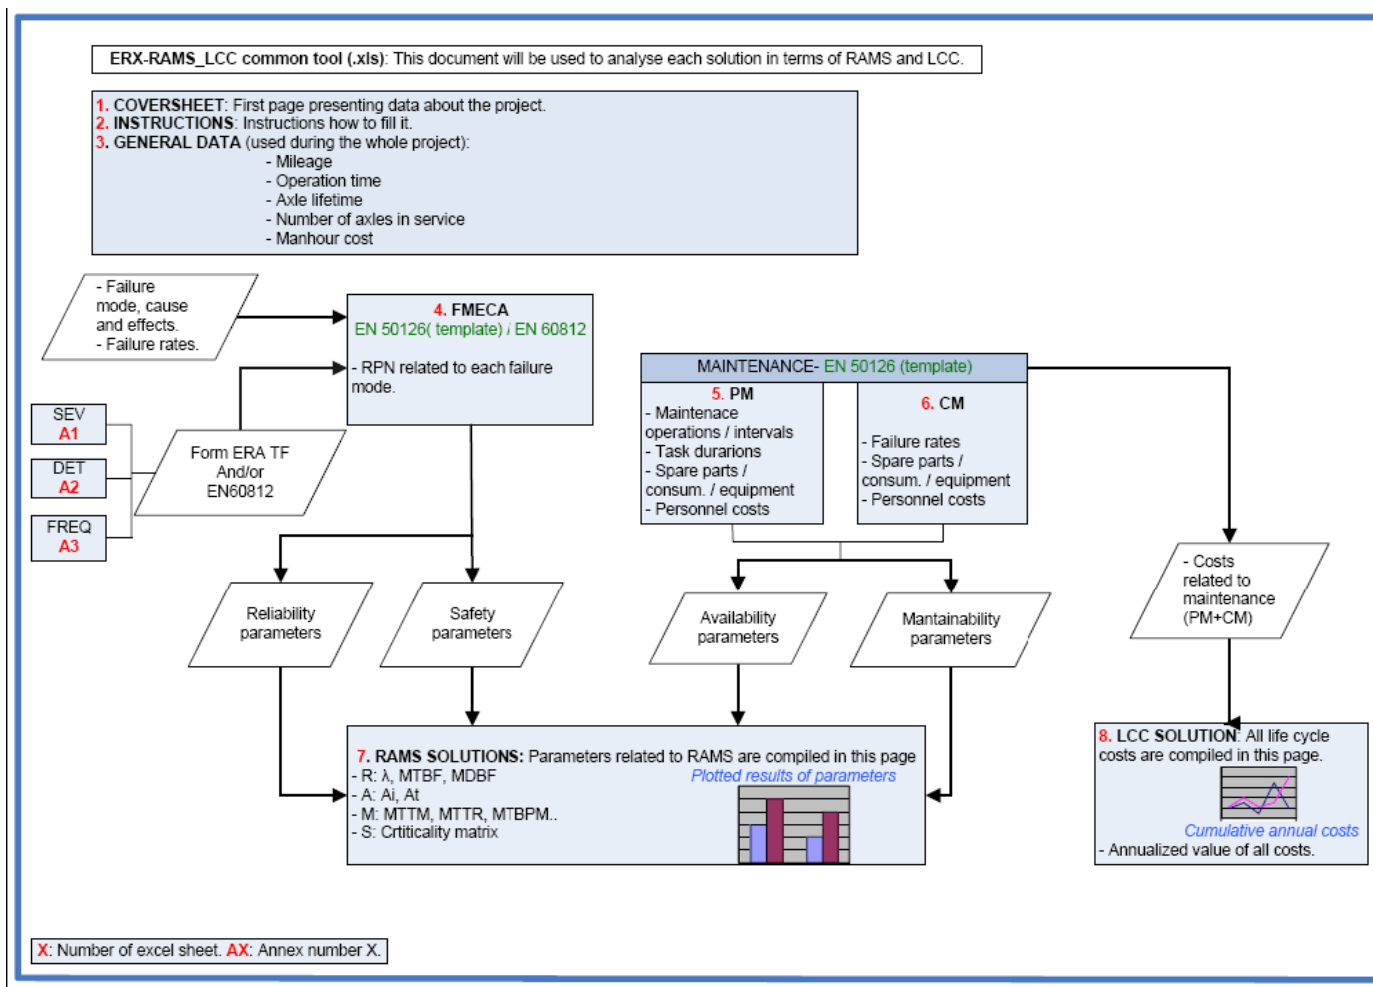 ERX-RAMS_LCC common tool (.xls): This document will be used to analyse each solution in terms of RAMS and LCC.
1. COVERSHEET: First page presenting data about the project.
2. INSTRUCTIONS: Instructions how to fill it.
3. GENERAL DATA (used during the whole project):
- Mileage
- Operation time
- Axle lifetime
- Number of axles in service
- Manhour cost
- Failure
mode, cause
and effects.
- Failure rates.
4. FMECA
EN 50126( template) / EN 60812
- RPN related to each failure
mode.
SEV
A1
DET
A2
FREQ
A3
Form ERA TF
And/or
EN60812
MAINTENANCE- EN 50126 (template)
5. PM
- Maintenace
operations / intervals
- Task durarions
- Spare parts /
consum. / equipment
- Personnel costs
6. CM
- Failure rates
- Spare parts /
consum. / equipment
- Personnel costs
Reliability
parameters
Safety
parameters
Availability
parameters
Mantainability
parameters
- Costs
related to
maintenance
(PM+CM)
7. RAMS SOLUTIONS: Parameters related to RAMS are compiled in this page
- R: λ, MTBF, MDBF
- A: Ai, At
- M: MTTM, MTTR, MTBPM..
- S: Crtiticality matrix
Plotted results of parameters
8. LCC SOLUTION: All life cycle
costs are compiled in this page.
Cumulative annual costs
- Annualized value of all costs.
X: Number of excel sheet. AX: Annex number X.